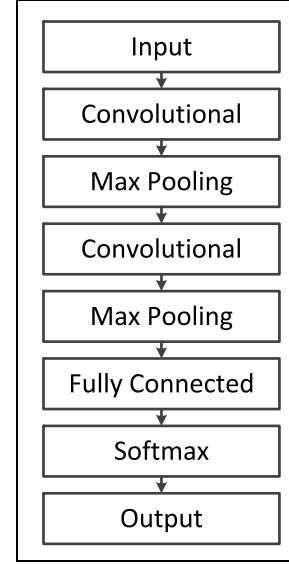 Input
Convolutional
Max Pooling
Convolutional
Max Pooling
Fully Connected
Softmax
Output